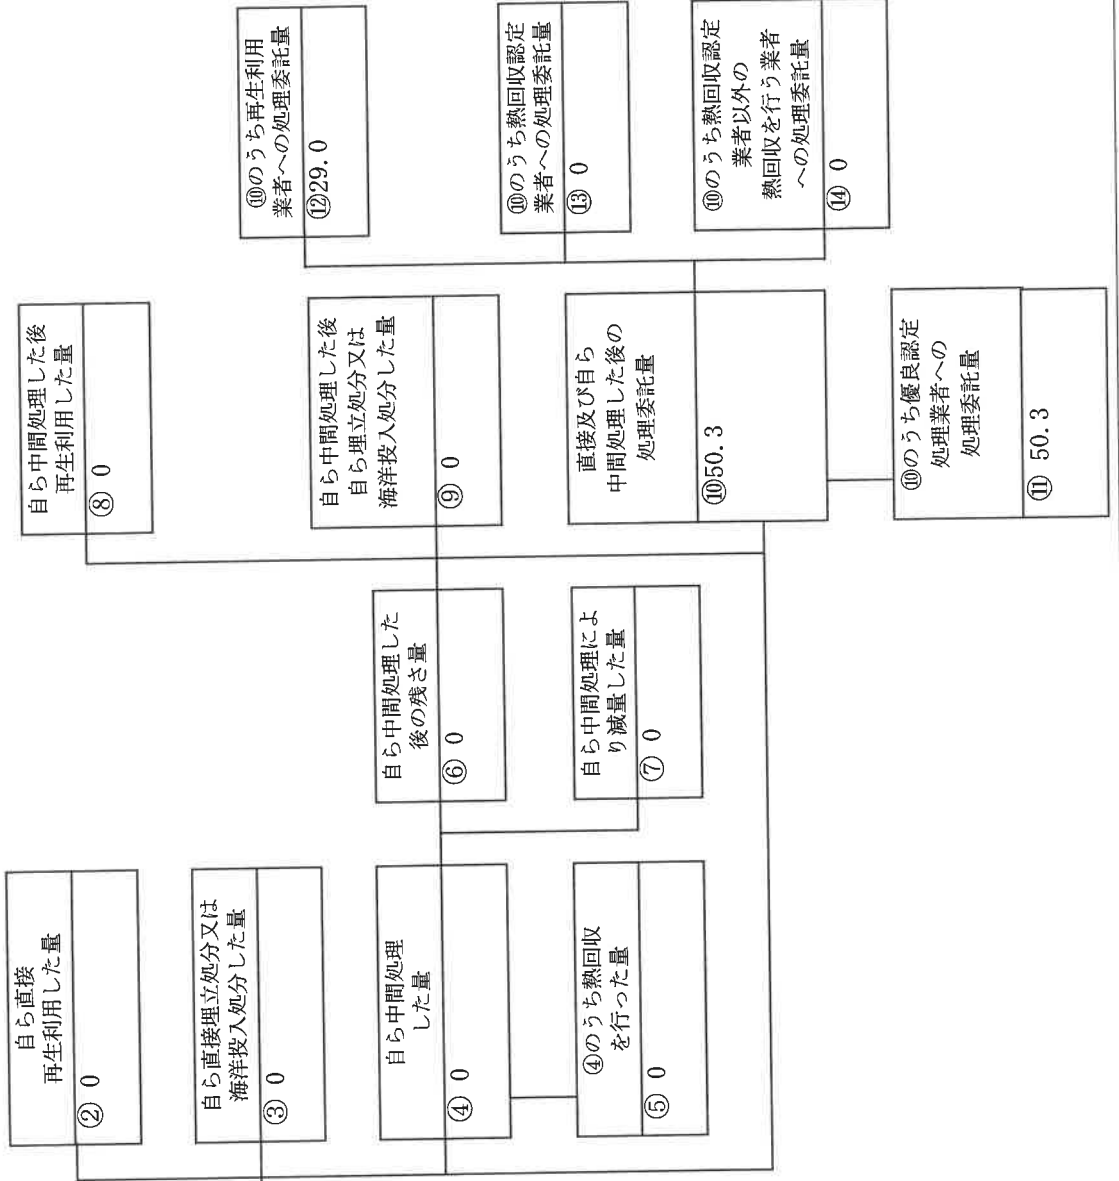 自ら直接
再生利用した量
② 0
自ら直接埋立処分又は
海洋投入処分した量
③ 0
自ら中間処理
した量
④ 0
④のうち熱回収
を行った量
⑤ 0
自ら中間処理した
後の残さ量
⑥ 0
自ら中間処理によ
り減量した量
⑦ 0
自ら中間処理した後
再生利用した量
⑧ 0
自ら中間処理した後
自ら埋立処分又は
海洋投入処分した量
⑨ 0
直接及び自ら
中間処理した後の
処理委託量
⑩50.3
⑩のうち優良認定
処理業者への
処理委託量
⑪ 50.3
⑩のうち再生利用
業者への処理委託量
⑫29.0
⑩のうち熱回収認定
業者への処理委託量
⑬ 0
⑩のうち熱回収認定
業者以外の
熱回収を行う業者
への処理委託量
⑭ 0